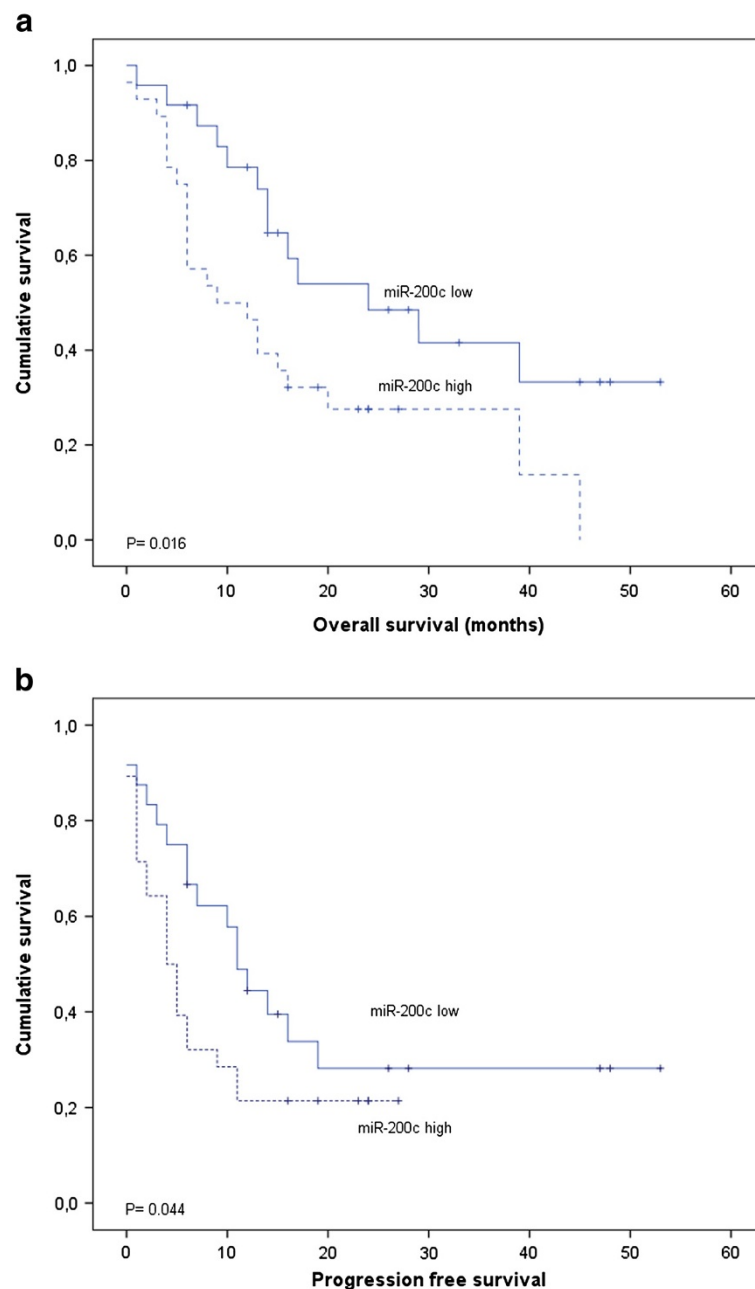 a
1,0
0,8
0,6
0,4
0,2
0,0
Cumulative survival
miR-200c low
miR-200c high
P= 0.016
0 10 20 30 40 50 60
Overall survival (months)
b
1,0
0,8
0,6
0,4
0,2
0,0
Cumulative survival
miR-200c low
miR-200c high
P= 0.044
0 10 20 30 40 50 60
Progression free survival